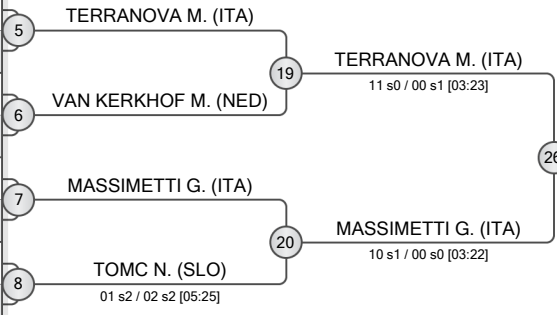 5
TERRANOVA M. (ITA)
19
TERRANOVA M. (ITA)
11 s0 / 00 s1 [03:23]
6
VAN KERKHOF M. (NED)
26
7
MASSIMETTI G. (ITA)
20
MASSIMETTI G. (ITA)
10 s1 / 00 s0 [03:22]
8
TOMC N. (SLO)
01 s2 / 02 s2 [05:25]